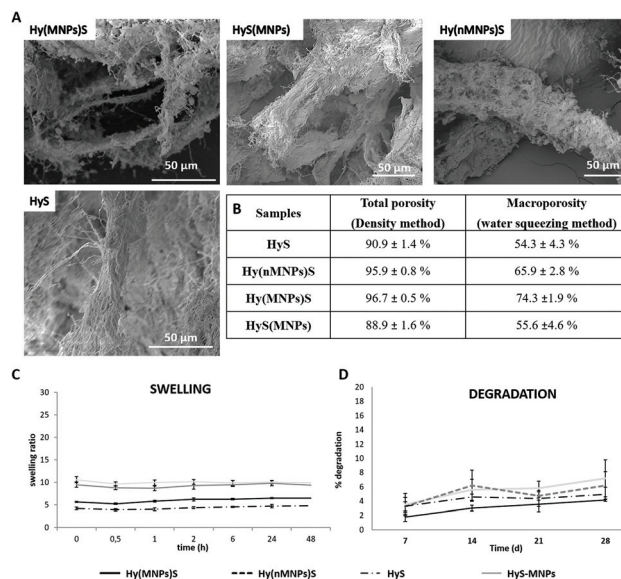 A
Hy(MNPs)S
HyS(MNPs)
Hy(nMNPs)S
50 µm
50 µm
50 µm
HyS
50 µm
B
Samples
Total porosity
(Density method)
Macroporosity
(water squeezing method)
HyS
90.9 ± 1.4 %
54.3 ± 4.3 %
Hy(nMNPs)S
95.9 ± 0.8 %
65.9 ± 2.8 %
Hy(MNPs)S
96.7 ± 0.5 %
74.3 ±1.9 %
HyS(MNPs)
88.9 ± 1.6 %
55.6 ±4.6 %
C
SWELLING
swelling ratio
30
25
20
15
10
5
0
0
0,5
1
2
6
24
48
time (h)
D
DEGRADATION
% degradation
20
18
16
14
12
10
8
6
4
2
0
7
14
21
28
Time (d)
Hy(MNPs)S
Hy(nMNPs)S
HyS
HyS-MNPs